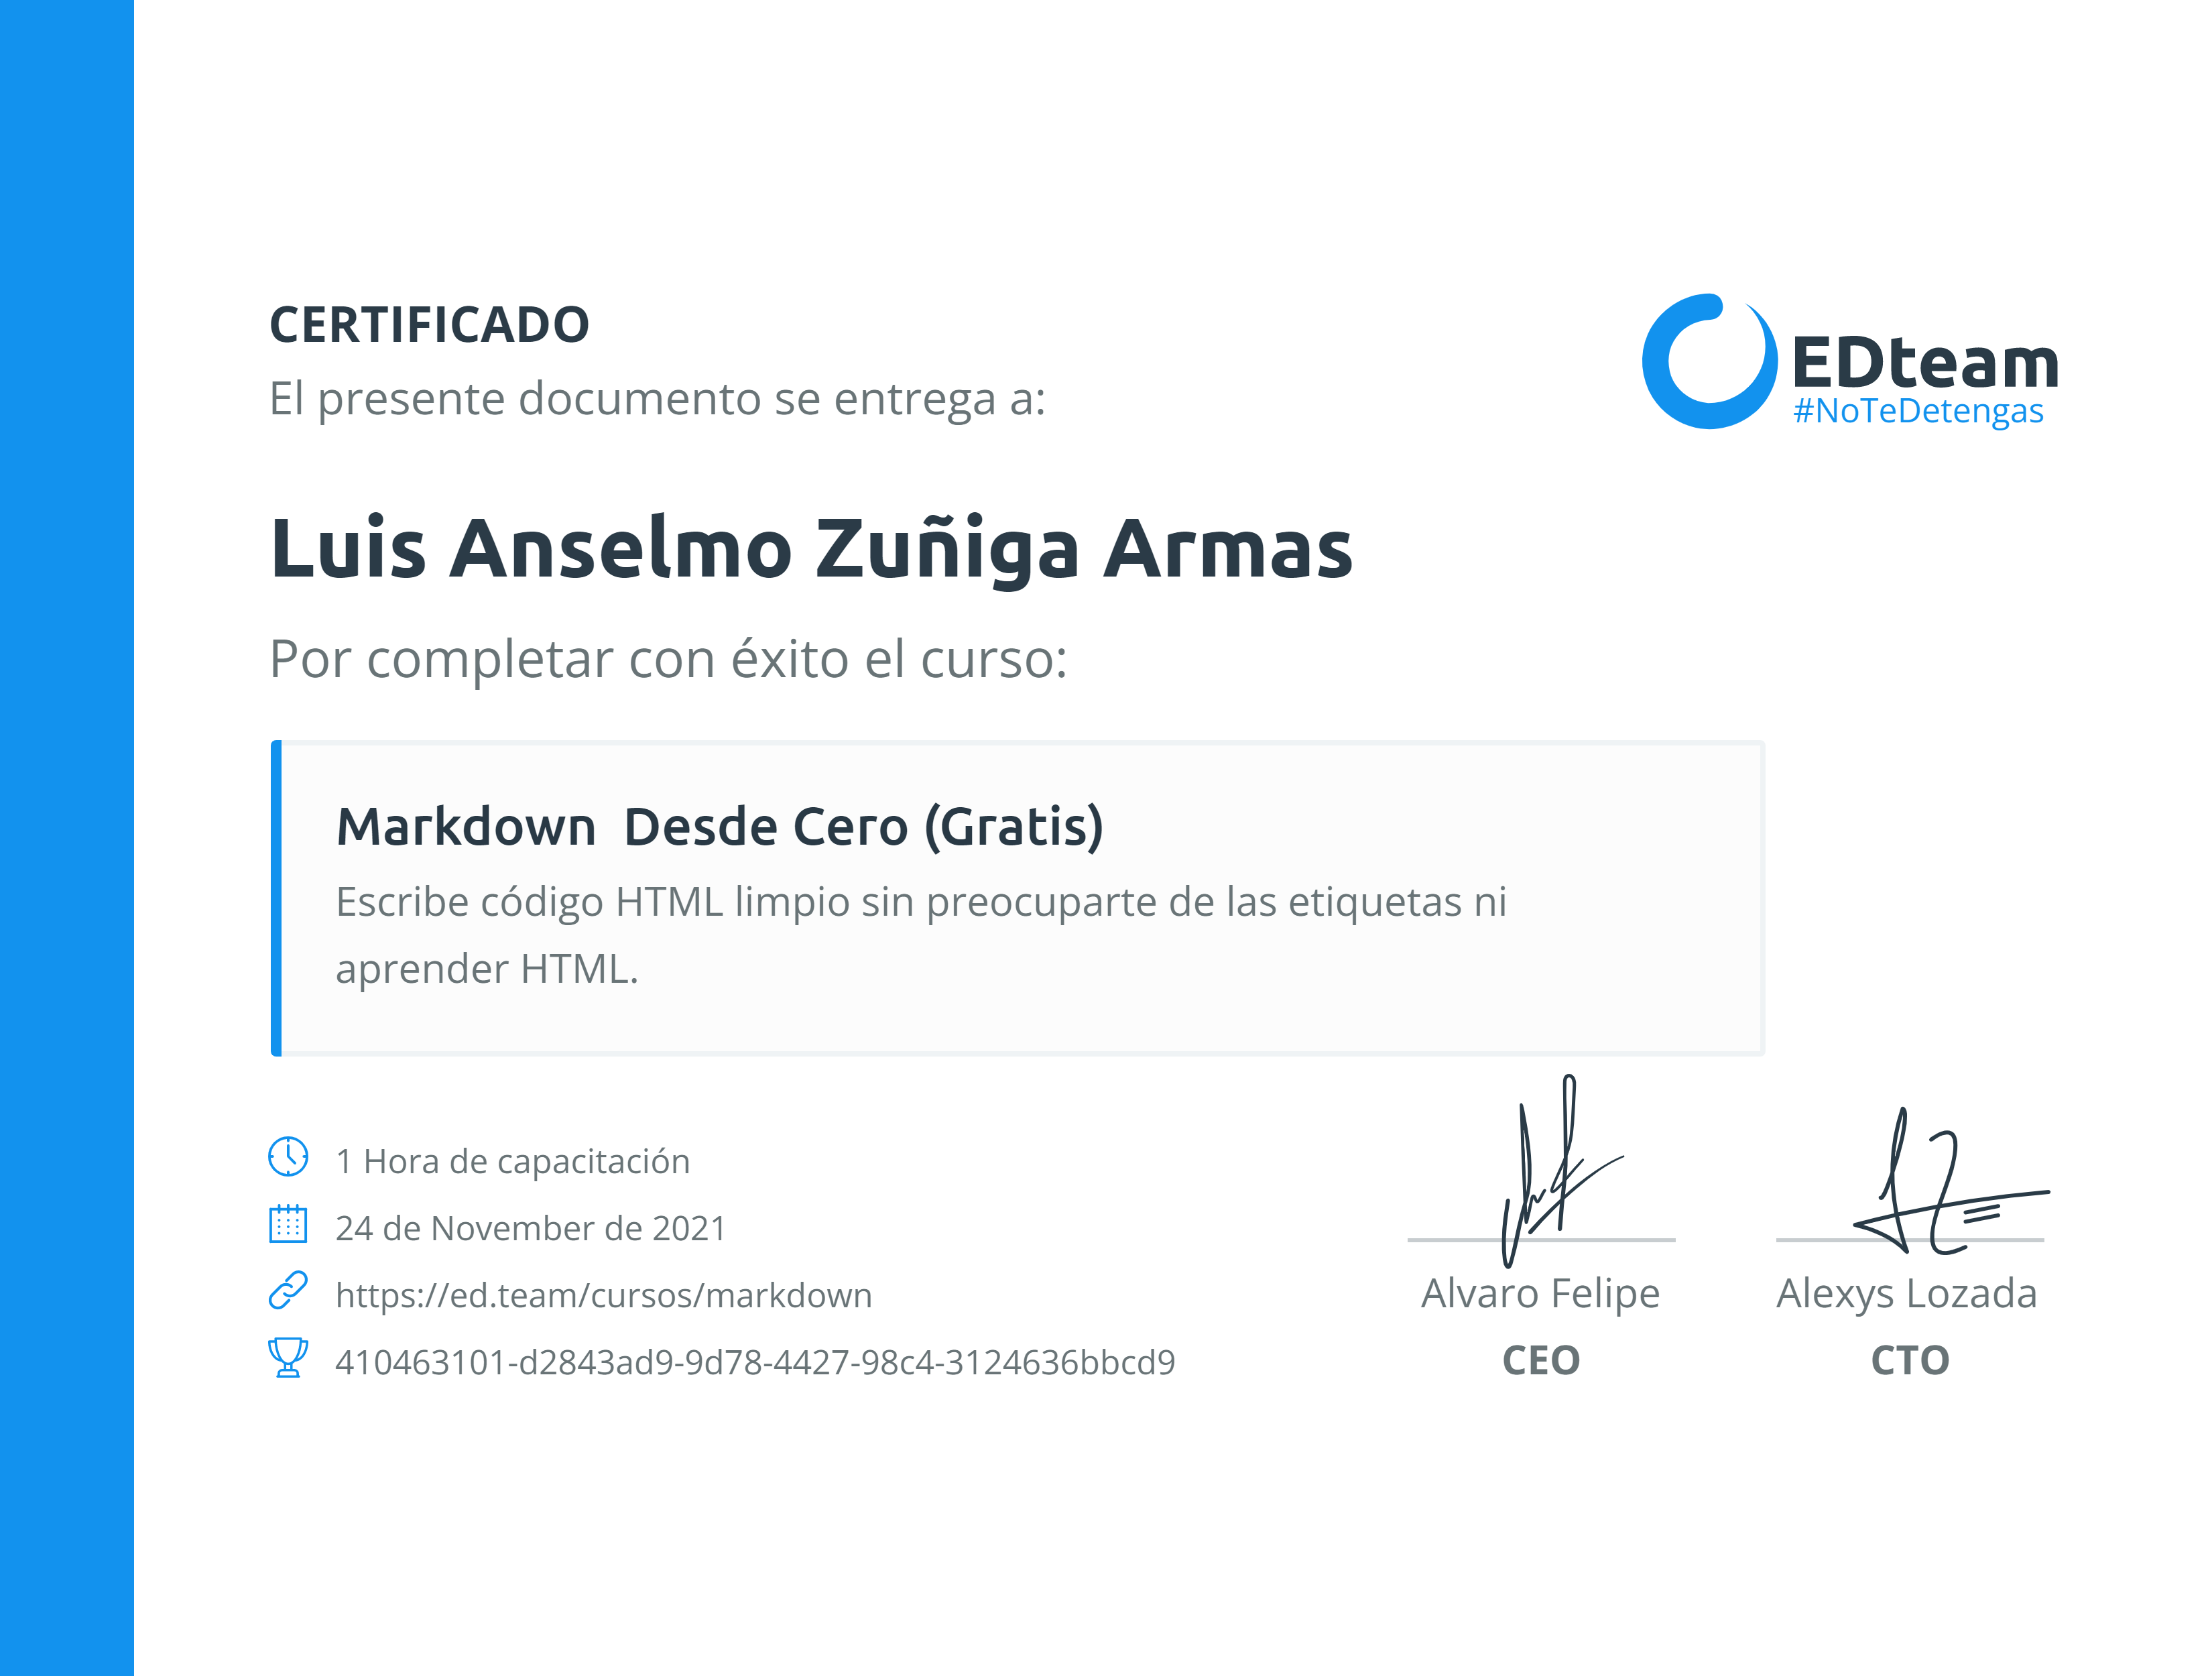 CERTIFICADO
El presente documento se entrega a:
EDteam
#NoTeDetengas
Luis Anselmo Zuñiga Armas
Por completar con éxito el curso:
Markdown  Desde Cero (Gratis)
Escribe código HTML limpio sin preocuparte de las etiquetas ni
aprender HTML.
1 Hora de capacitación
24 de November de 2021
https://ed.team/cursos/markdown
410463101-d2843ad9-9d78-4427-98c4-3124636bbcd9
Alvaro Felipe
CEO
Alexys Lozada
CTO